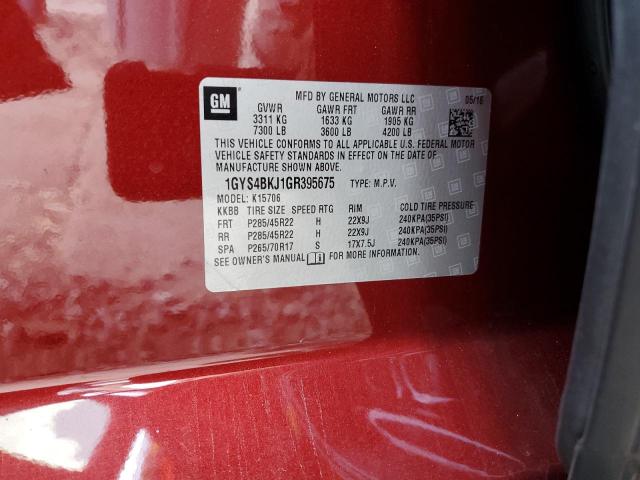 GM
MFD BY GENERAL MOTORS LLC 05/16
GVWR GAWR FRT GAWR RR
3311 KG 1633 KG 1905 KG
7300 LB 3600 LB 4200 LB
THIS VEHICLE CONFORMS TO ALL APPLICABLE U.S. FEDERAL MOTOR
VEHICLE SAFETY STANDARDS IN EFFECT ON THE DATE OF
MANUFACTURE SHOWN ABOVE.
1GYS4BKJ1GR395675 TYPE: M.P.V.
MODEL: K15706
KKBB TIRE SIZE SPEED RTG RIM COLD TIRE PRESSURE
FRT P285/45R22 H 22X9J 240KPA(35PSI)
RR P285/45R22 H 22X9J 240KPA(35PSI)
SPA P265/70R17 S 17X7.5J 240KPA(35PSI)
SEE OWNER'S MANUAL FOR MORE INFORMATION.